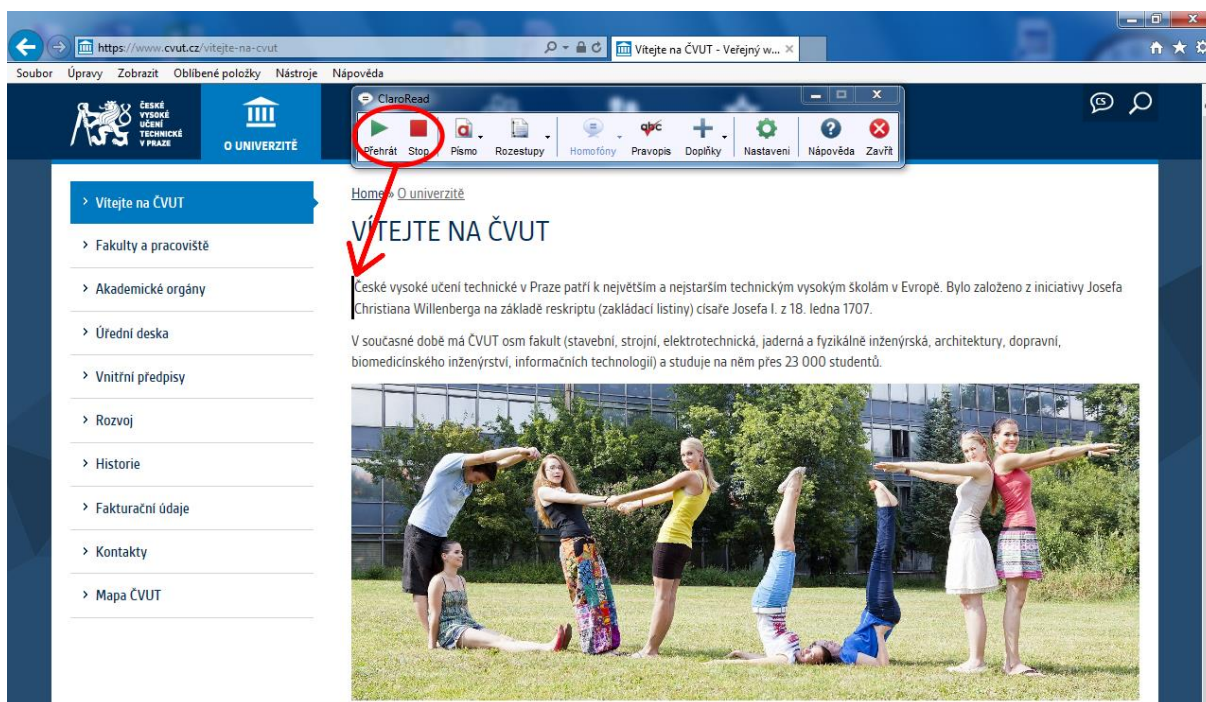 https://www.cvut.cz/vitejte-na-cvut
Vítejte na ČVUT - Veřejný w...
Soubor Úpravy Zobrazit Oblíbené položky Nástroje Nápověda
ClaroRead
Přehrát Stop Písmo Rozestupy Homofóny Pravopis Doplňky Nastavení Nápověda Zavřít
ČESKÉ
VYSOKÉ
UČENÍ
TECHNICKÉ
V PRAZE
O UNIVERZITĚ
CS
Vítejte na ČVUT
Fakulty a pracoviště
Akademické orgány
Úřední deska
Vnitřní předpisy
Rozvoj
Historie
Fakturační údaje
Kontakty
Mapa ČVUT
Home » O univerzitě
VÍTEJTE NA ČVUT
České vysoké učení technické v Praze patří k největším a nejstarším technickým vysokým školám v Evropě. Bylo založeno z iniciativy Josefa
Christiana Willenberga na základě reskriptu (zakládací listiny) císaře Josefa I. z 18. ledna 1707.
V současné době má ČVUT osm fakult (stavební, strojní, elektrotechnická, jaderná a fyzikálně inženýrská, architektury, dopravní,
biomedicínského inženýrství, informačních technologií) a studuje na něm přes 23 000 studentů.